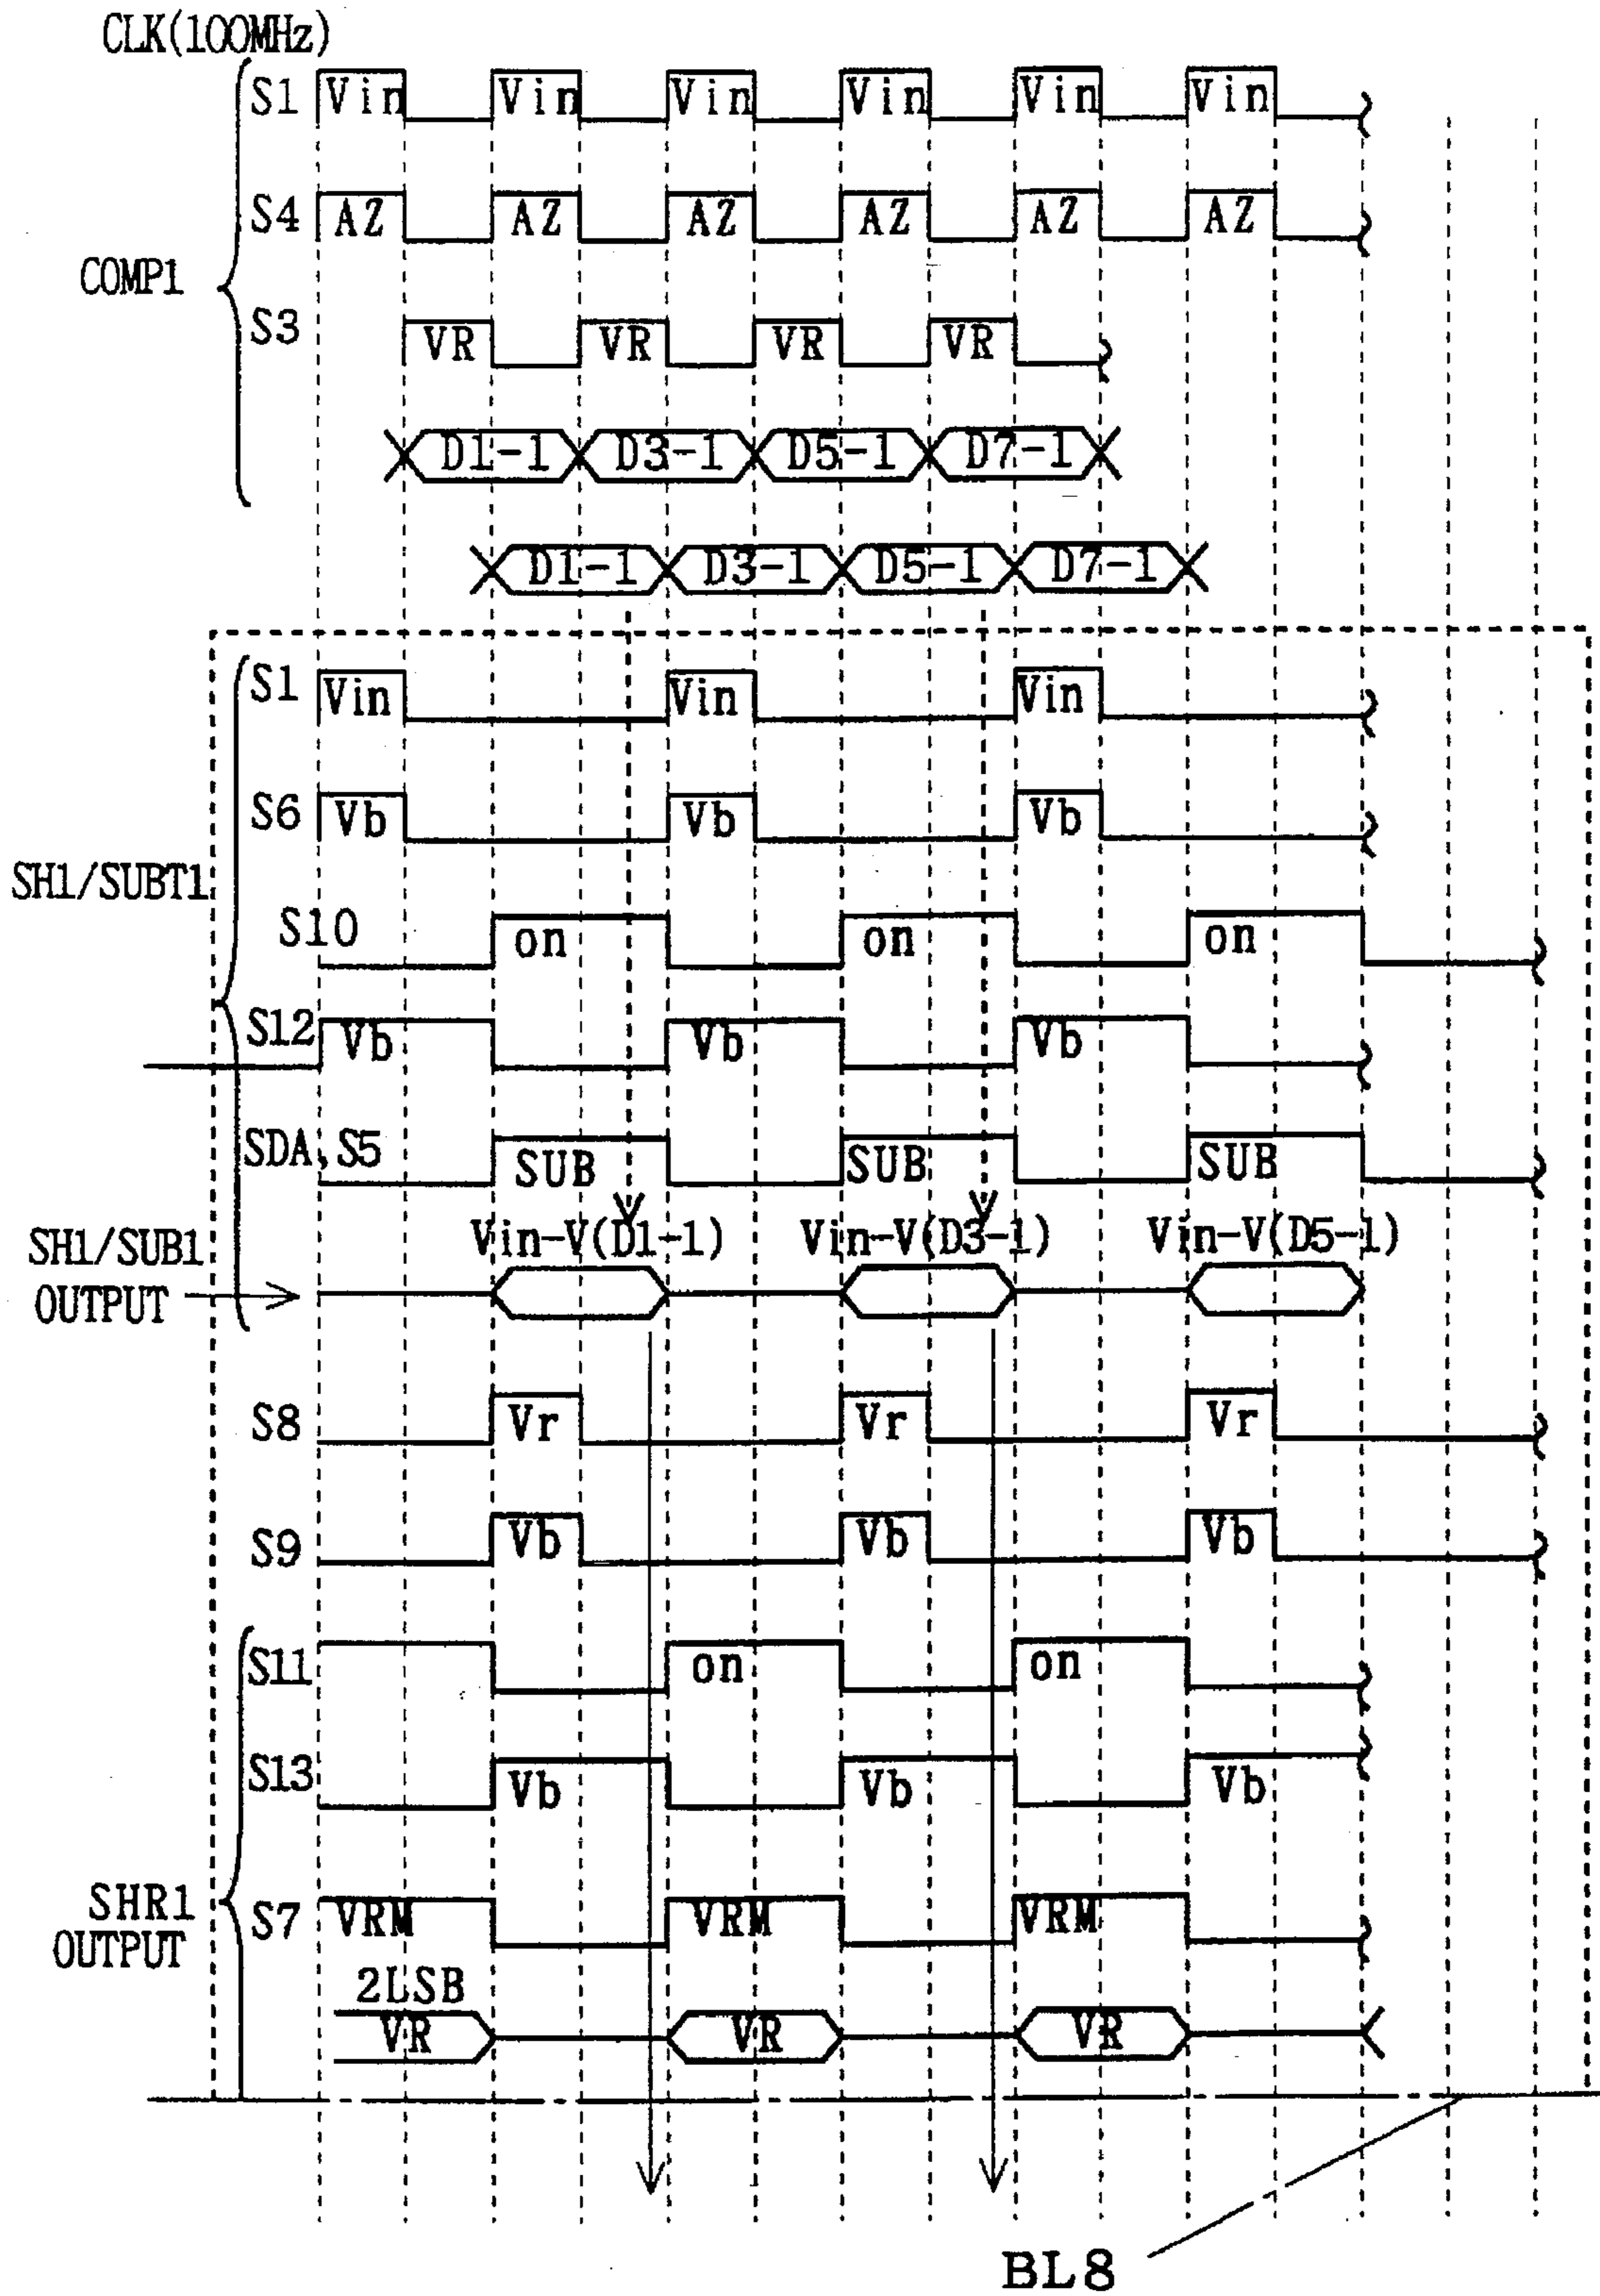 CLK(100MHz)
S1 Vin Vin Vin Vin Vin Vin
S4 AZ AZ AZ AZ AZ AZ
COMP1
S3 VR VR VR VR
D1-1 D3-1 D5-1 D7-1
D1-1 D3-1 D5-1 D7-1
S1 Vin Vin Vin
S6 Vb Vb Vb
SH1/SUBT1
S10 on on on
S12 Vb Vb Vb
SDA,S5 SUB SUB SUB
SH1/SUB1 OUTPUT
Vin-V(D1-1) Vin-V(D3-1) Vin-V(D5-1)
S8 Vr Vr Vr
S9 Vb Vb Vb
S11 on on
S13 Vb Vb Vb
SHR1 OUTPUT
S7 VRM VRM VRM
2LSB
VR VR VR
BL8